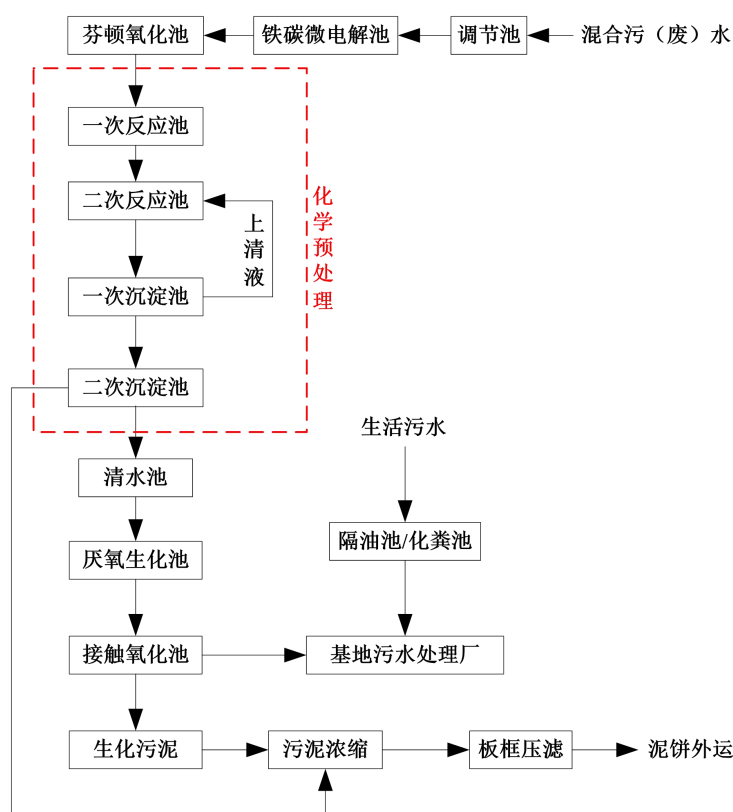 芬顿氧化池
铁碳微电解池
调节池
混合污（废）水
一次反应池
二次反应池
上清液
一次沉淀池
化学预处理
二次沉淀池
生活污水
清水池
隔油池/化粪池
厌氧生化池
接触氧化池
基地污水处理厂
生化污泥
污泥浓缩
板框压滤
泥饼外运